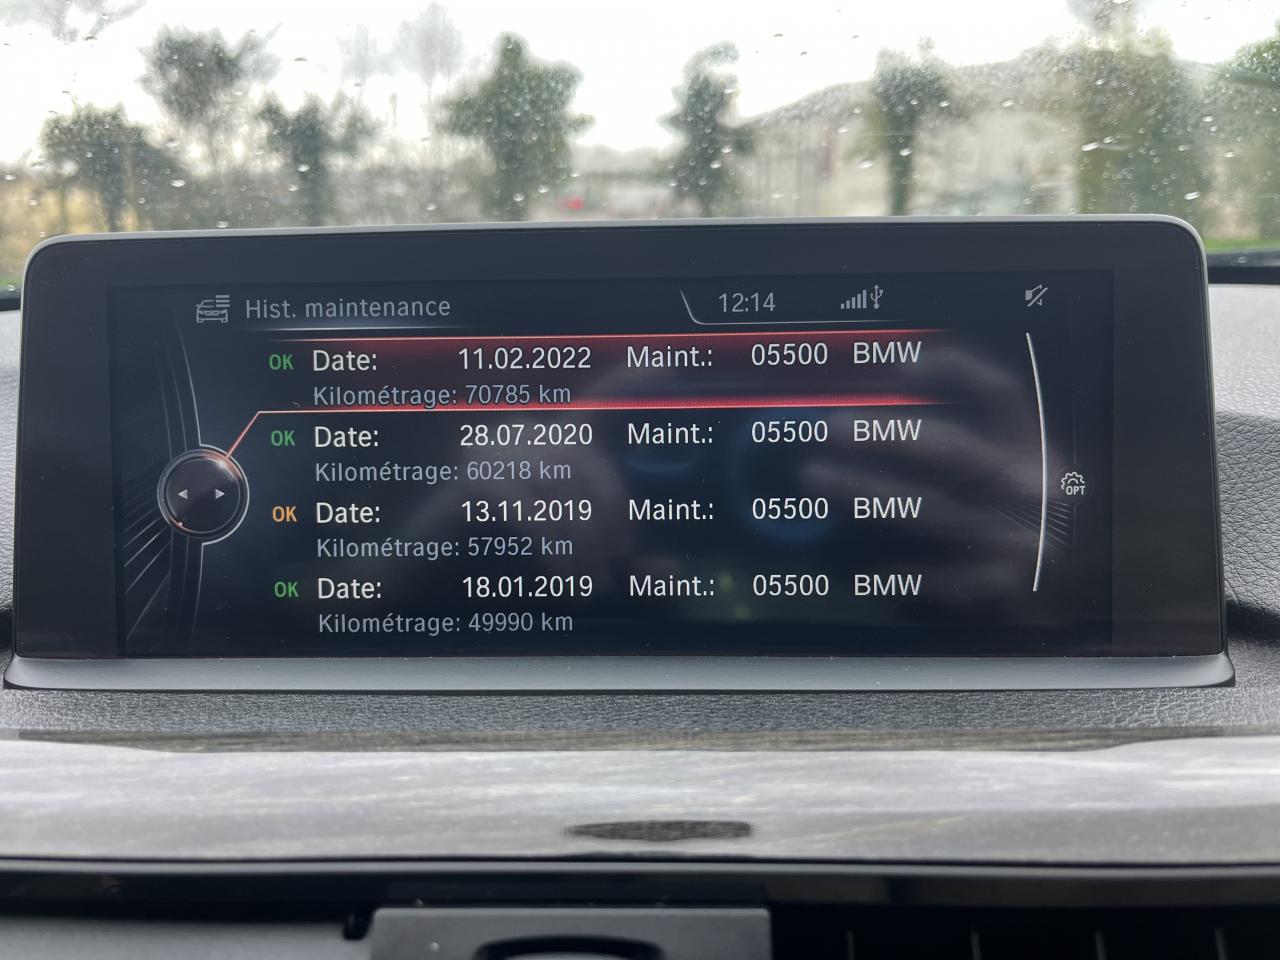 Hist. maintenance 12:14
OK Date: 11.02.2022 Maint.: 05500 BMW
Kilométrage: 70785 km
OK Date: 28.07.2020 Maint.: 05500 BMW
Kilométrage: 60218 km
OK Date: 13.11.2019 Maint.: 05500 BMW
Kilométrage: 57952 km
OK Date: 18.01.2019 Maint.: 05500 BMW
Kilométrage: 49990 km
OPT